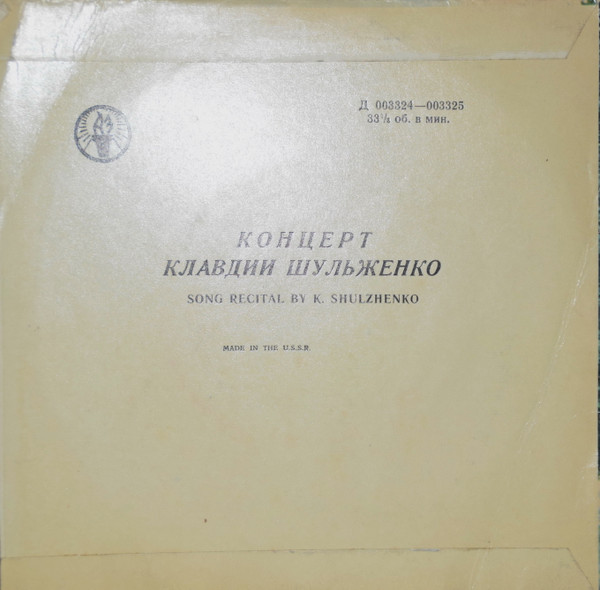 Д 003324—003325
33⅓ об. в мин.
КОНЦЕРТ
КЛАВДИИ ШУЛЬЖЕНКО
SONG RECITAL BY K. SHULZHENKO
MADE IN THE U.S.S.R.